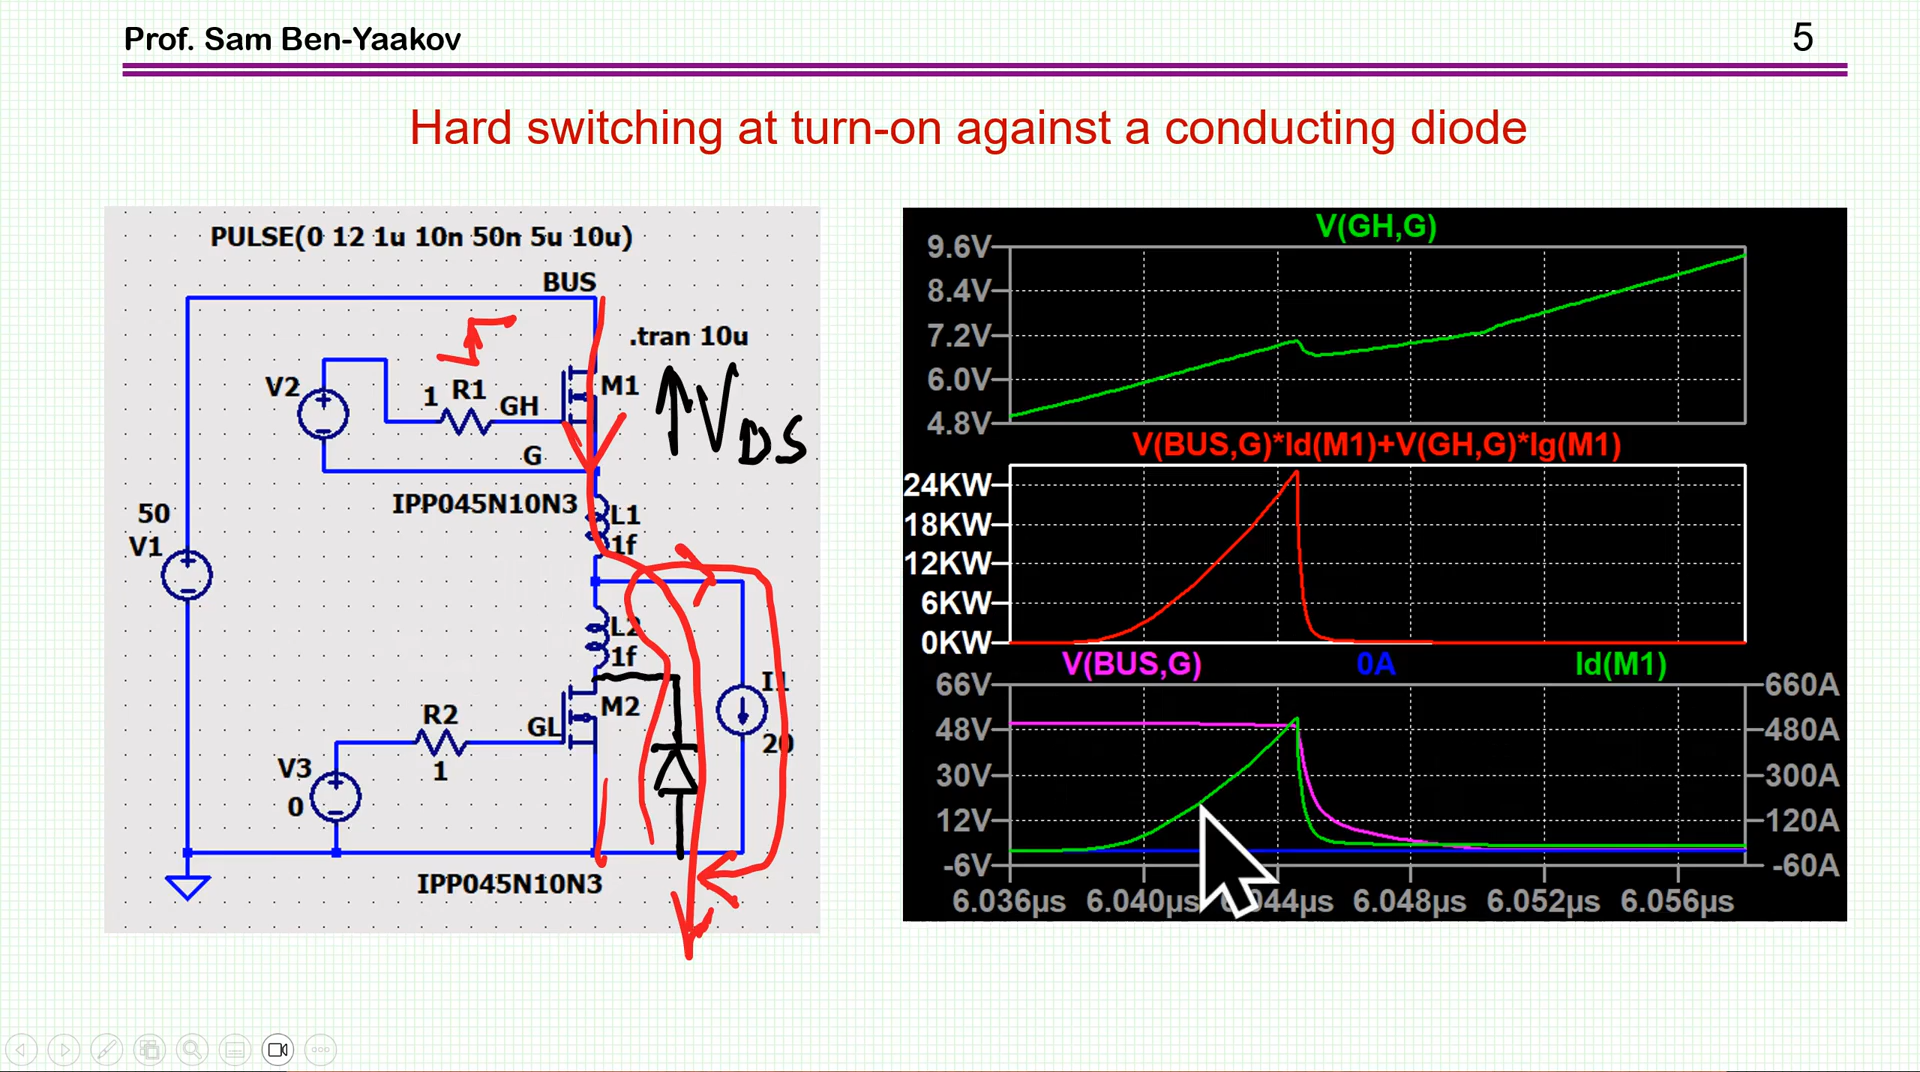 Prof. Sam Ben-Yaakov
5
Hard switching at turn-on against a conducting diode
PULSE(0 12 1u 10n 50n 5u 10u)
BUS
.tran 10u
V2
1
R1
GH
M1
VDS
G
IPP045N10N3
50
V1
L1
1f
L2
1f
I1
20
R2
1
GL
M2
V3
0
IPP045N10N3
V(GH,G)
9.6V
8.4V
7.2V
6.0V
4.8V
V(BUS,G)*Id(M1)+V(GH,G)*Ig(M1)
24KW
18KW
12KW
6KW
0KW
V(BUS,G) 0A Id(M1)
66V 660A
48V 480A
30V 300A
12V 120A
-6V -60A
6.036µs 6.040µs 6.044µs 6.048µs 6.052µs 6.056µs